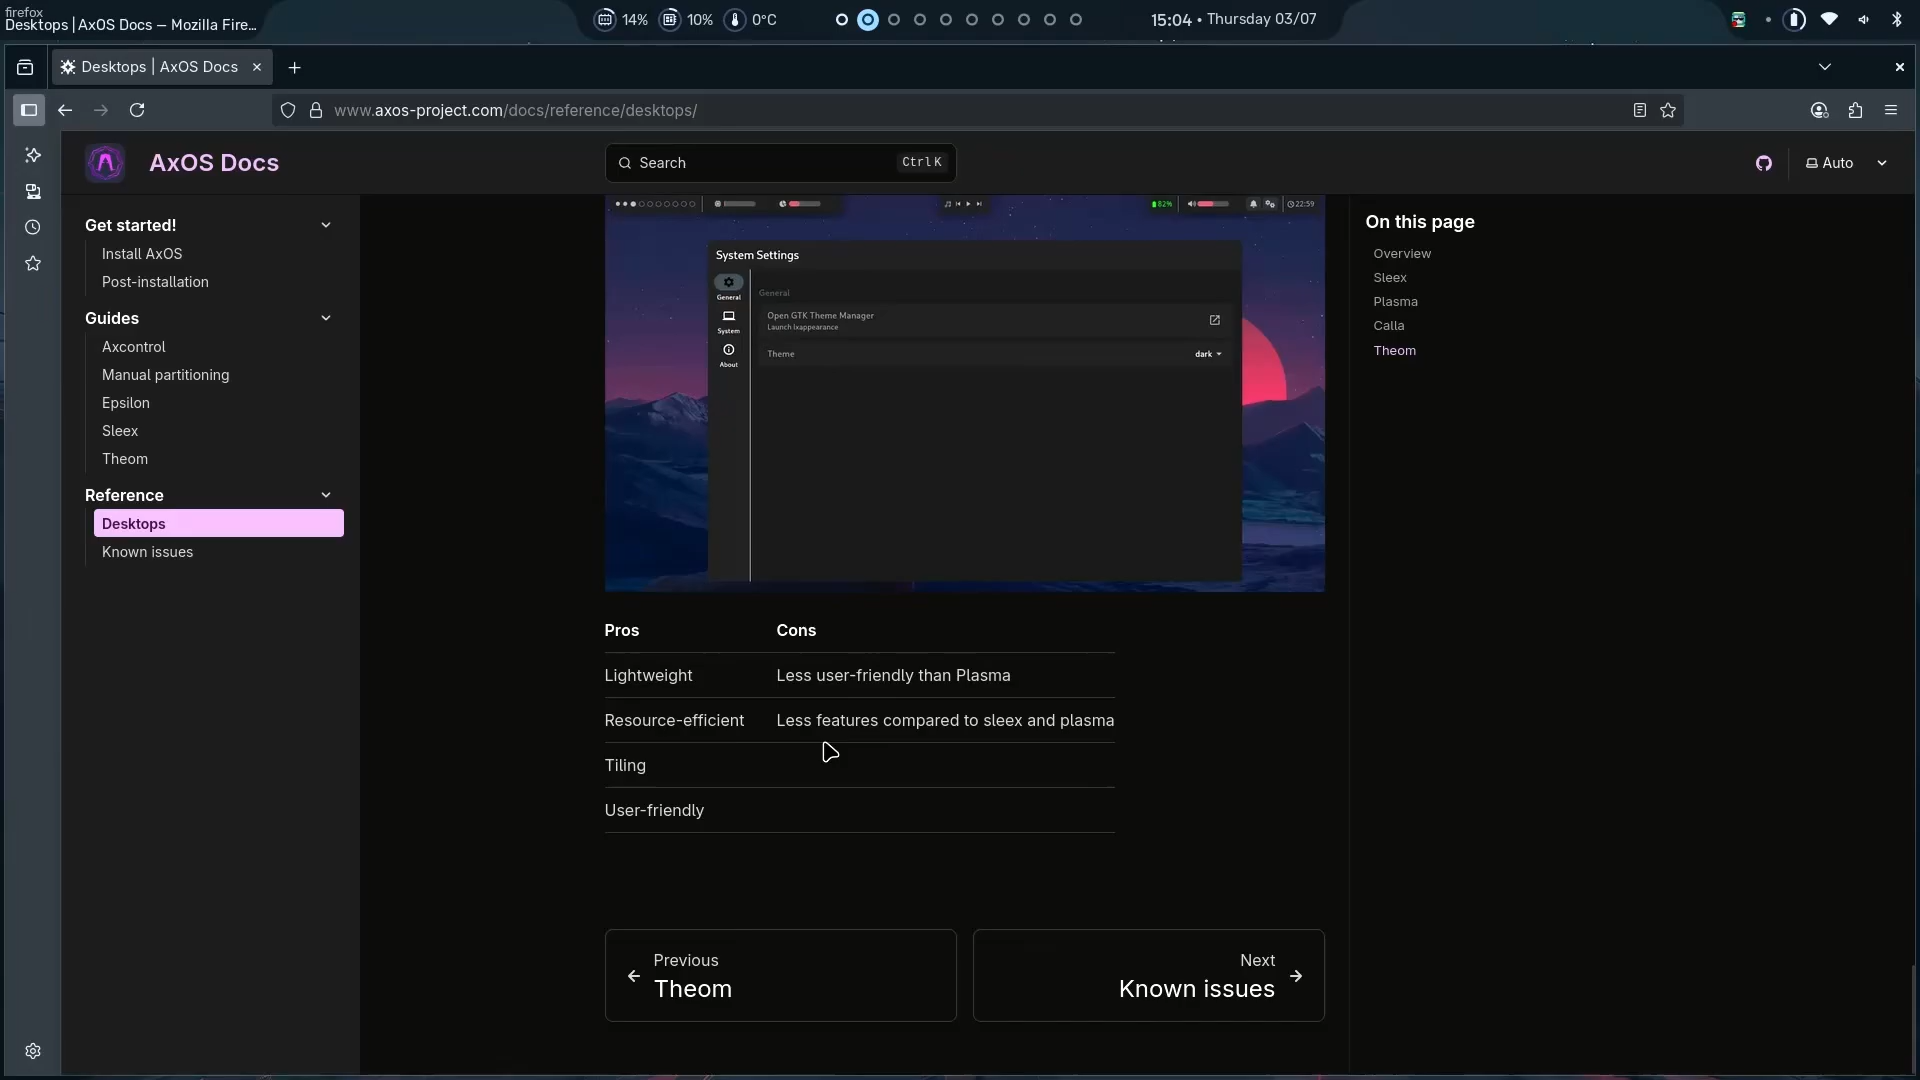 firefox
Desktops | AxOS Docs — Mozilla Fire...
14%
10%
0°C
15:04 • Thursday 03/07
Desktops | AxOS Docs
www.axos-project.com/docs/reference/desktops/
AxOS Docs
Search
Ctrl K
Auto
Get started!
Install AxOS
Post-installation
Guides
Axcontrol
Manual partitioning
Epsilon
Sleex
Theom
Reference
Desktops
Known issues
82%
22:59
System Settings
General
System
About
General
Open GTK Theme Manager
Launch lxappearance
Theme
dark
Pros Cons
Lightweight Less user-friendly than Plasma
Resource-efficient Less features compared to sleex and plasma
Tiling
User-friendly
Previous
Theom
Next
Known issues
On this page
Overview
Sleex
Plasma
Calla
Theom